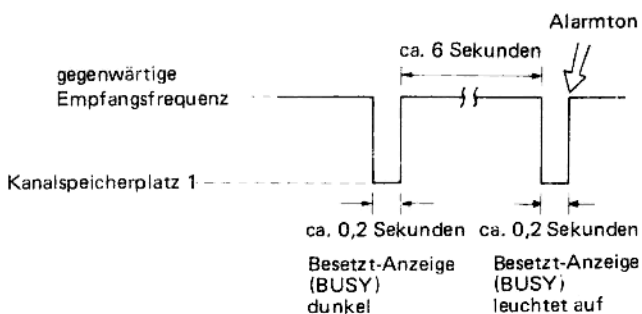 Alarmton
ca. 6 Sekunden
gegenwärtige
Empfangsfrequenz
Kanalspeicherplatz 1
ca. 0,2 Sekunden
ca. 0,2 Sekunden
Besetzt-Anzeige
(BUSY)
dunkel
Besetzt-Anzeige
(BUSY)
leuchtet auf